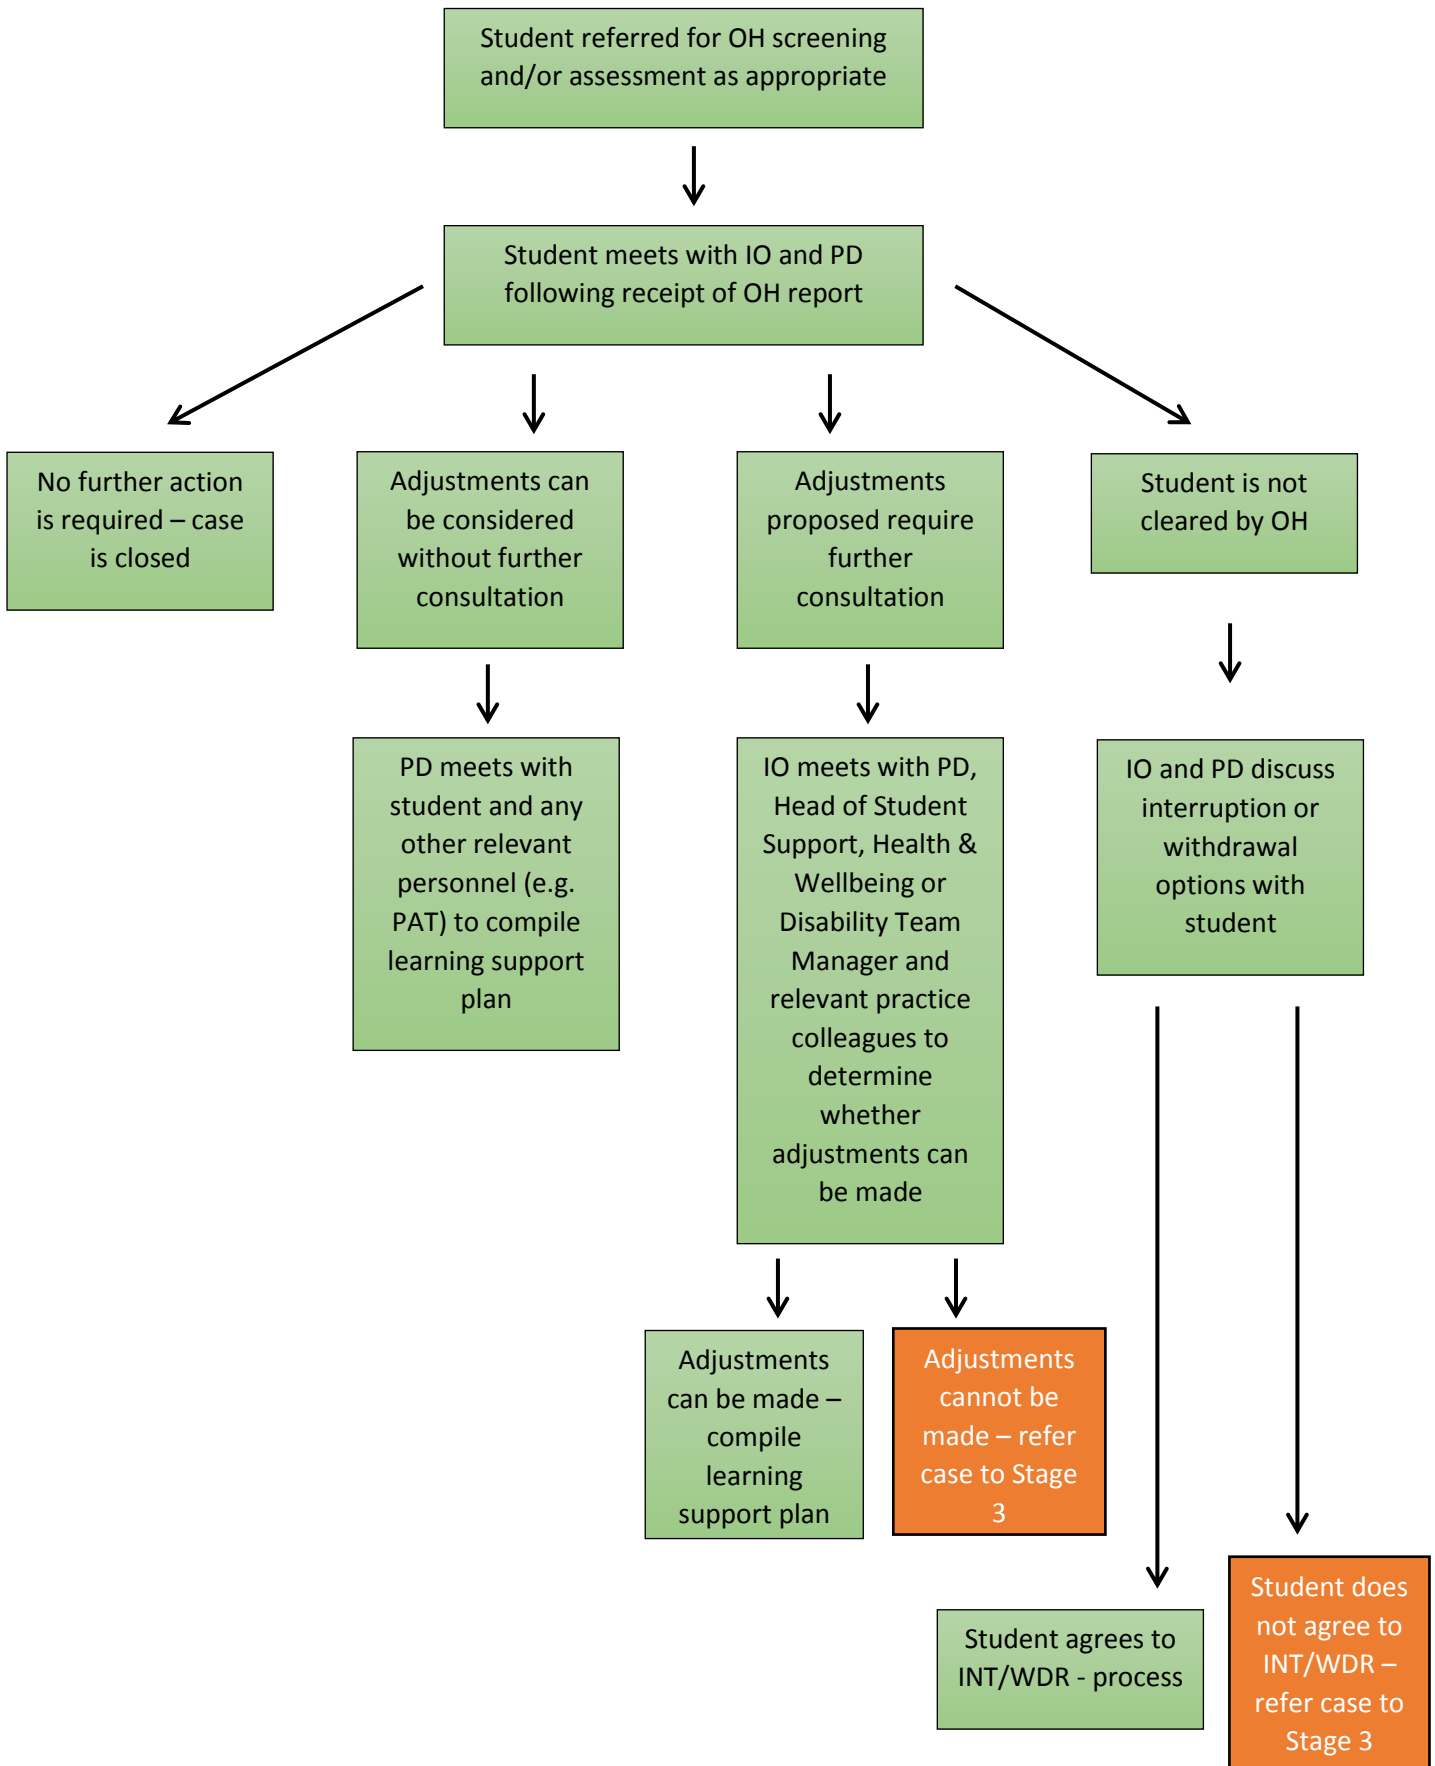 Student referred for OH screening
and/or assessment as appropriate
Student meets with IO and PD
following receipt of OH report
No further action
is required – case
is closed
Adjustments can
be considered
without further
consultation
Adjustments
proposed require
further
consultation
Student is not
cleared by OH
PD meets with
student and any
other relevant
personnel (e.g.
PAT) to compile
learning support
plan
IO meets with PD,
Head of Student
Support, Health &
Wellbeing or
Disability Team
Manager and
relevant practice
colleagues to
determine
whether
adjustments can
be made
IO and PD discuss
interruption or
withdrawal
options with
student
Adjustments
can be made –
compile
learning
support plan
Adjustments
cannot be
made – refer
case to Stage
3
Student agrees to
INT/WDR - process
Student does
not agree to
INT/WDR –
refer case to
Stage 3